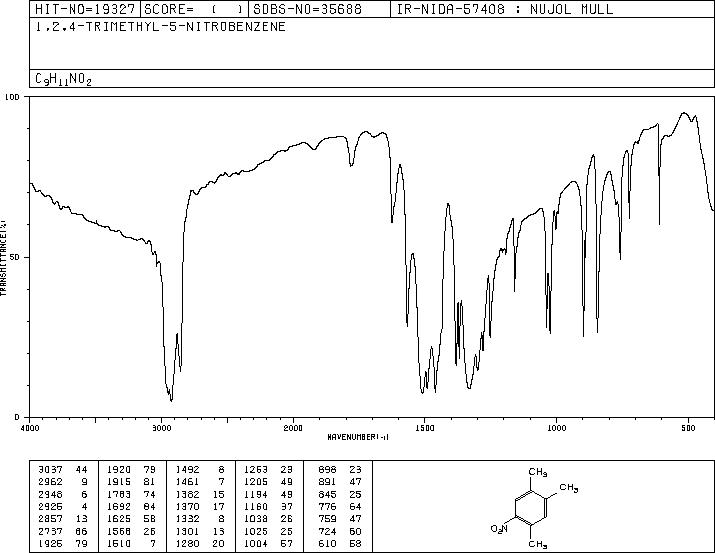 HIT-NO=19327 SCORE= ( ) SDBS-NO=35688 IR-NIDA-57408 : NUJOL MULL
1,2,4-TRIMETHYL-5-NITROBENZENE
C9H11NO2
100
50
0
TRANSMITTANCE(%)
4000 3000 2000 1500 1000 500
WAVENUMBER(-1)
3037 44 1920 79 1492 8 1263 23 898 23
2962 9 1915 81 1461 7 1205 49 891 47
2948 6 1783 74 1382 15 1194 49 845 25
2925 4 1692 84 1370 17 1160 37 776 64
2857 13 1625 58 1332 8 1038 26 759 47
2737 66 1568 26 1301 13 1025 25 724 50
1925 79 1510 7 1280 20 1004 57 610 58
CH3
CH3
O2N
CH3